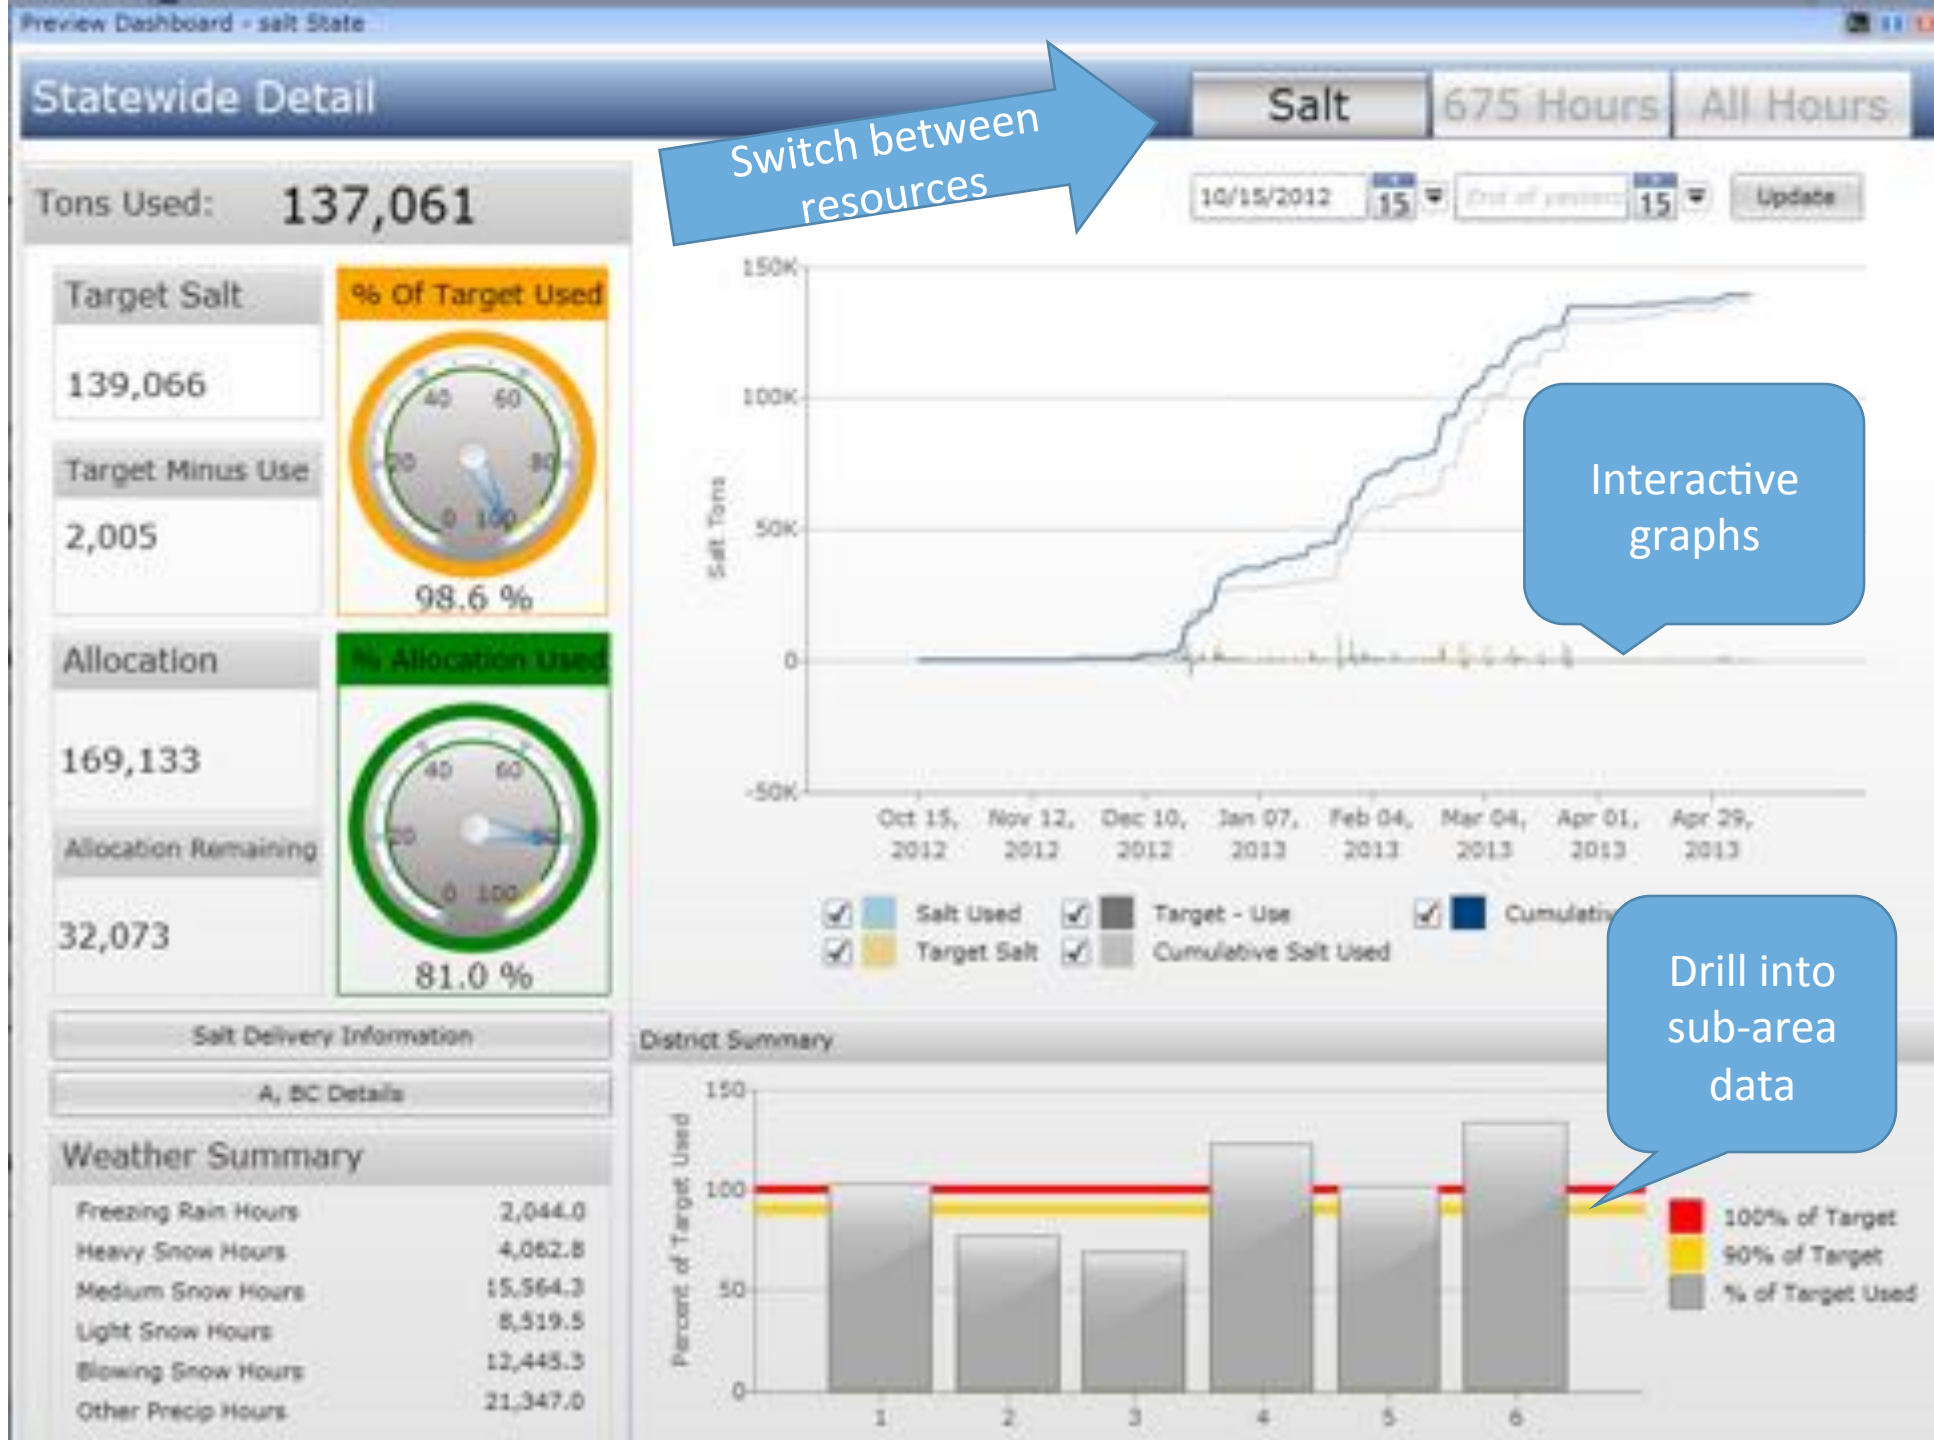 Preview Dashboard - salt State
Statewide Detail
Switch between
resources
Salt
675 Hours
All Hours
Tons Used: 137,061
10/15/2012
15
15
Update
Target Salt
139,066
% Of Target Used
0 20 40 60 80 100
98.6 %
Target Minus Use
2,005
Allocation
169,133
% Allocation Used
0 20 40 60 80 100
81.0 %
Allocation Remaining
32,073
Salt Delivery Information
A, BC Details
Weather Summary
Freezing Rain Hours 2,044.0
Heavy Snow Hours 4,062.8
Medium Snow Hours 15,564.3
Light Snow Hours 8,519.5
Blowing Snow Hours 12,445.3
Other Precip Hours 21,347.0
Salt Tons
150K
100K
50K
0
-50K
Oct 15, 2012
Nov 12, 2012
Dec 10, 2012
Jan 07, 2013
Feb 04, 2013
Mar 04, 2013
Apr 01, 2013
Apr 29, 2013
Interactive
graphs
Salt Used
Target - Use
Target Salt
Cumulative Salt Used
Drill into
sub-area
data
District Summary
Percent of Target Used
150
100
50
0
1 2 3 4 5 6
100% of Target
90% of Target
% of Target Used